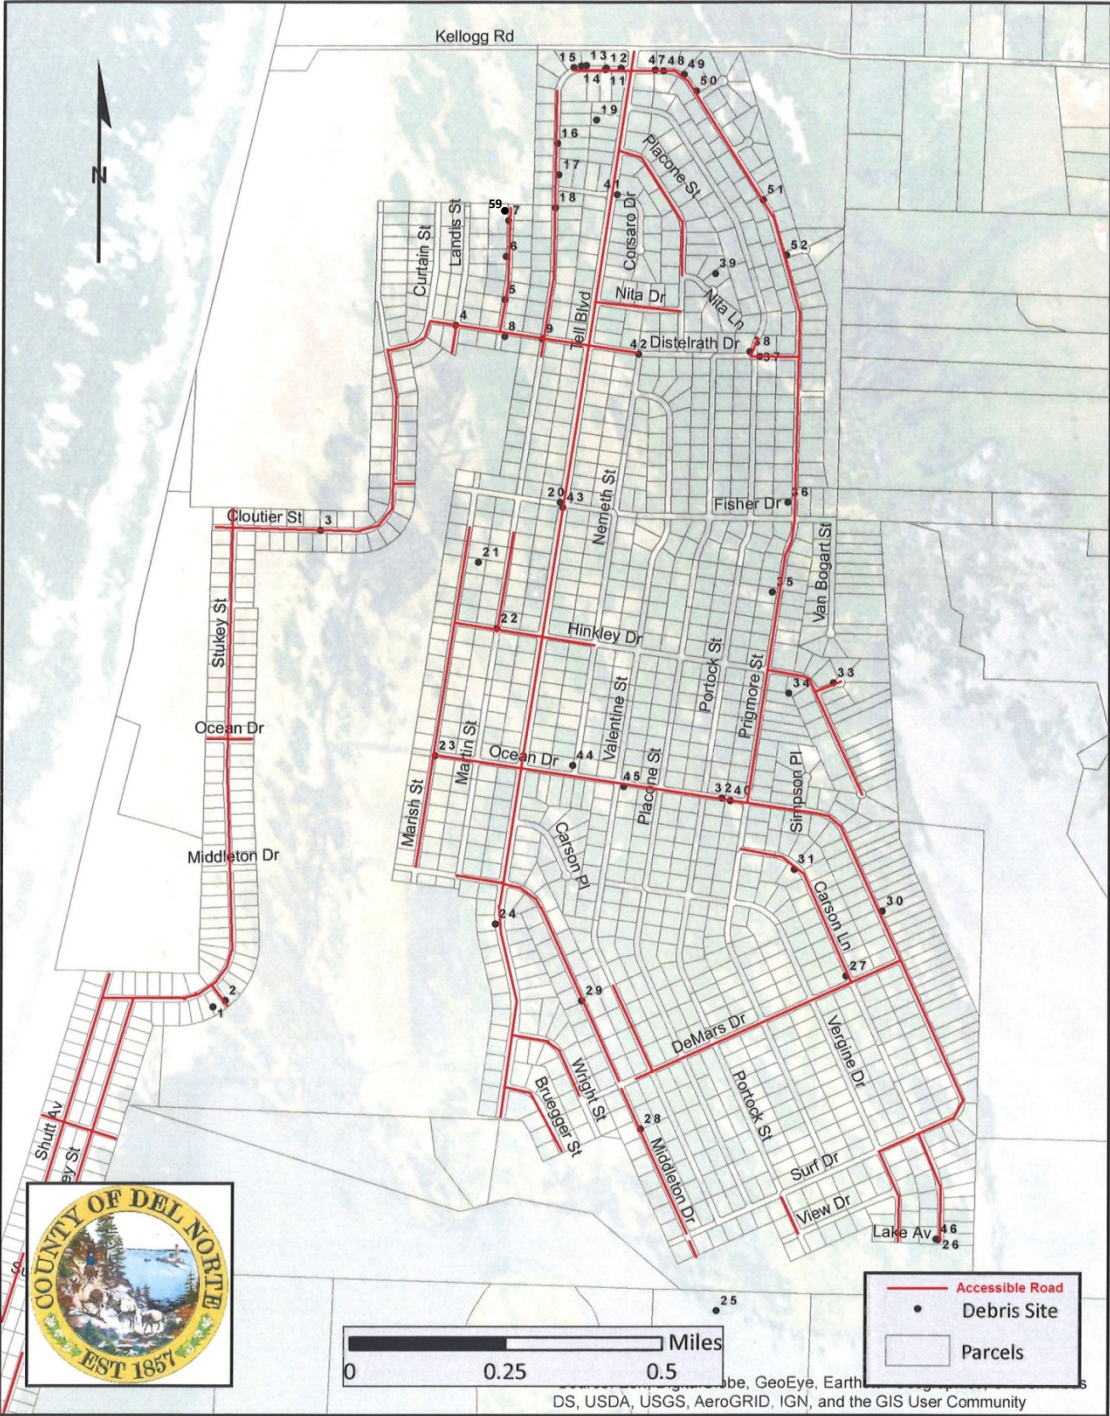 Kellogg Rd
15 13 12 47 48 49
14 11 50
N
19
16
Placone St
17
41
51
59
7
18
Curtain St
Landis St
Corsaro Dr
6
52
39
5
Nita Dr
Nita Ln
4
8
9
42
Distelrath Dr
38
37
20 43
Nemeth St
Fisher Dr
36
Cloutier St
3
Van Bogart St
21
35
Stukey St
22
Hinkley Dr
Portock St
Prigmore St
33
34
Valentine St
Ocean Dr
23
Martin St
Ocean Dr
44
45
Placone St
32 40
Simpson Pl
Marish St
Middleton Dr
Carson Pl
31
Carson Ln
30
24
27
2
1
29
DeMars Dr
Vergine Dr
Wright St
Bruegger St
Portock St
28
Shutt Av
ey St
Middleton Dr
Surf Dr
View Dr
Lake Av
46
26
COUNTY OF DEL NORTE
EST 1857
25
Accessible Road
Debris Site
Parcels
Miles
0 0.25 0.5
DS, USDA, USGS, AeroGRID, IGN, and the GIS User Community